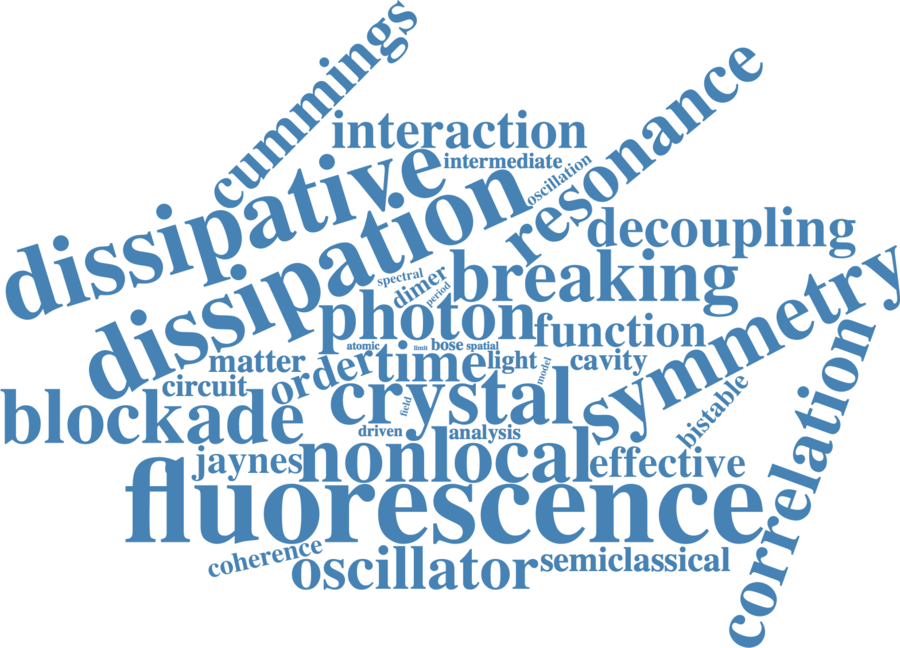 cummings
interaction
resonance
dissipative
intermediate
oscillation
dissipation
decoupling
breaking
spectral
dimer
period
photon
function
symmetry
atomic
limit
bose
spatial
matter
order
time
light
model
cavity
circuit
crystal
field
bistable
blockade
driven
analysis
correlation
jaynes
nonlocal
effective
fluorescence
coherence
oscillator
semiclassical